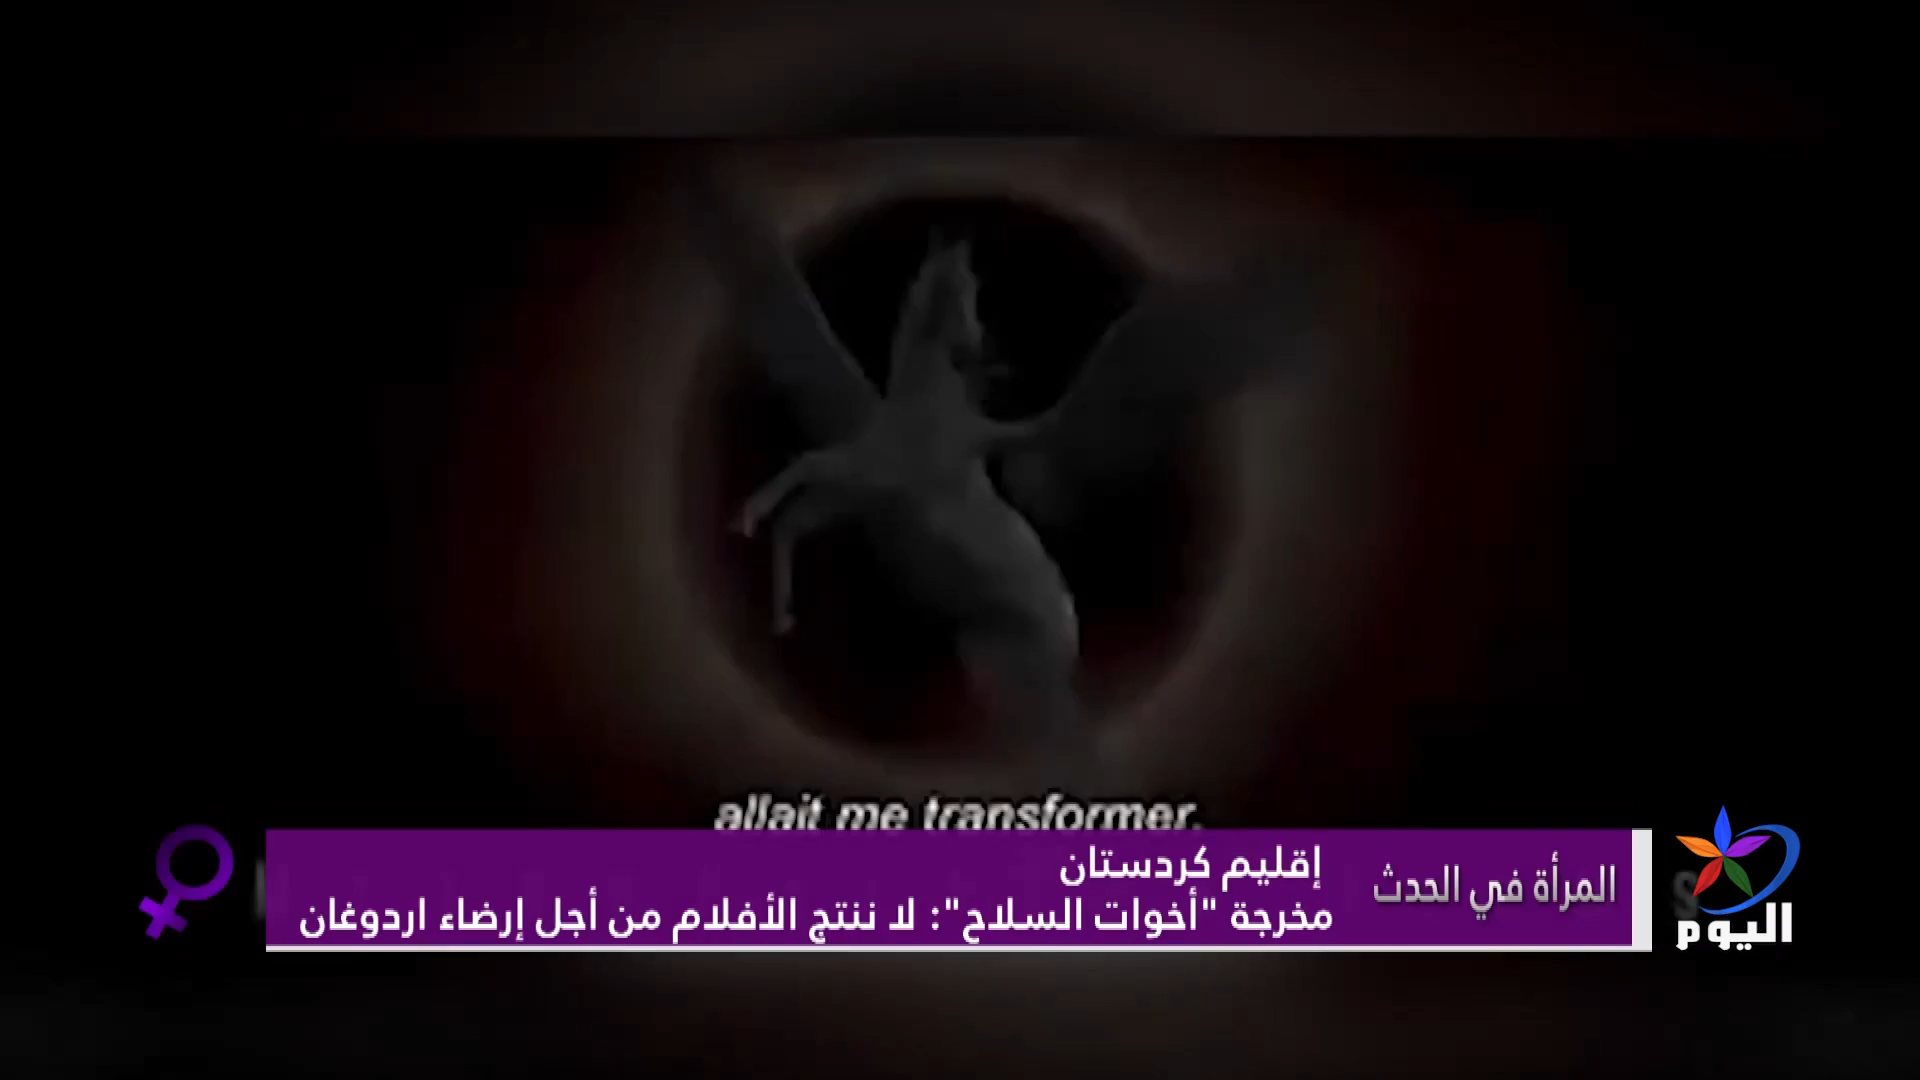 allait me transformer.
المرأة في الحدث
إقليم كردستان
مخرجة "أخوات السلاح": لا ننتج الأفلام من أجل إرضاء اردوغان
اليوم